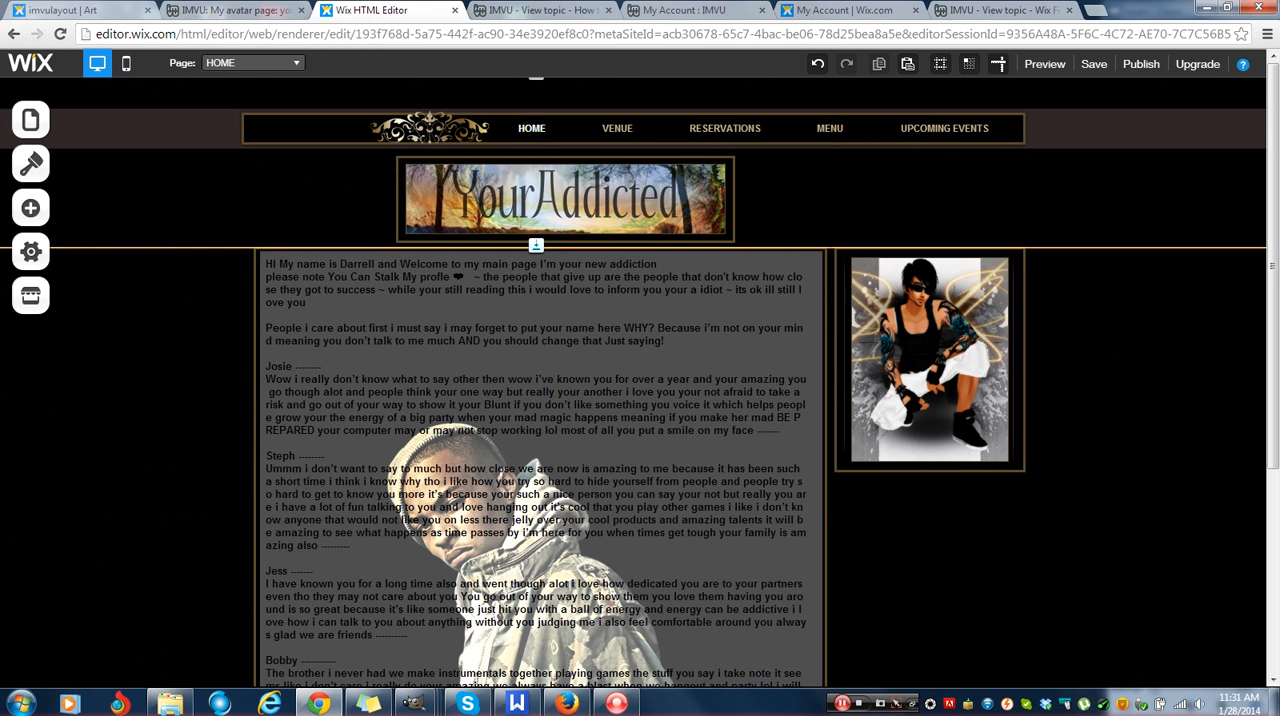 imvulayout | Art
IMVU: My avatar page: yo
Wix HTML Editor
IMVU - View topic - How t
My Account : IMVU
My Account | Wix.com
IMVU - View topic - Wix F
editor.wix.com/html/editor/web/renderer/edit/193f768d-5a75-442f-ac90-34e3920ec8c0?metaSiteId=acb30678-65c7-4bac-be06-78d25bea8a5e&editorSessionId=9356A48A-5F6C-4C72-AE70-7C7C56B5
WiX
Page:
HOME
Preview
Save
Publish
Upgrade
?
HOME
VENUE
RESERVATIONS
MENU
UPCOMING EVENTS
YourAddicted
HI My name is Darrell and Welcome to my main page I'm your new addiction
please note You Can Stalk My profle ❤ ~ the people that give up are the people that don't know how clo
se they got to success ~ while your still reading this i would love to inform you your a idiot ~ its ok ill still l
ove you
People i care about first i must say i may forget to put your name here WHY? Because i'm not on your min
d meaning you don't talk to me much AND you should change that Just saying!
Josie --------
Wow i really don't know what to say other then wow i've known you for over a year and your amazing you
go though alot and people think your one way but really your another i love you your not afraid to take a
risk and go out of your way to show it your Blunt if you don't like something you voice it which helps peopl
e grow your the energy of a big party when your mad magic happens meaning if you make her mad BE P
REPARED your computer may or may not stop working lol most of all you put a smile on my face -------
Steph --------
Ummm i don't want to say to much but how close we are now is amazing to me because it has been such
a short time i think i know why tho i like how you try so hard to hide yourself from people and people try s
o hard to get to know you more it's because your such a nice person you can say your not but really you ar
e i have a lot of fun talking to you and love hanging out it's cool that you play other games i like i don't kn
ow anyone that would not like you on less there jelly over your cool products and amazing talents it will b
e amazing to see what happens as time passes by i'm here for you when times get tough your family is am
azing also ---------
Jess -------
I have known you for a long time also and went though alot i love how dedicated you are to your partners
even tho they may not care about you You go out of your way to show them you love them having you aro
und is so great because it's like someone just hit you with a ball of energy and energy can be addictive i l
ove how i can talk to you about anything without you judging me i also feel comfortable around you alway
s glad we are friends ----------
Bobby -----------
The brother i never had we make instrumentals together playing games the stuff you say i take note it see
11:31 AM
1/28/2014